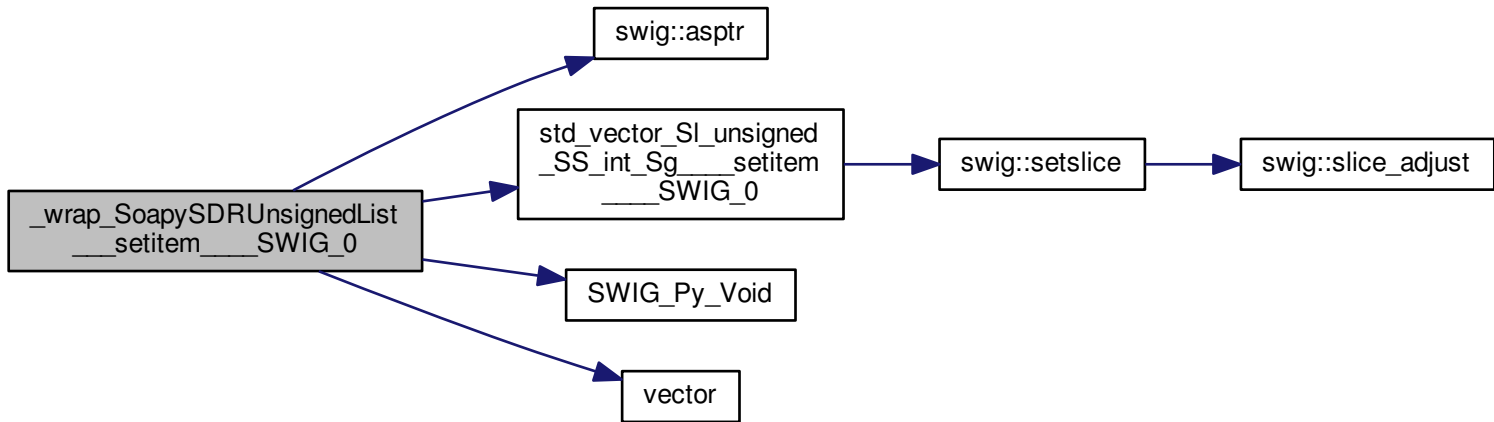 swig::asptr
std_vector_Sl_unsigned
_SS_int_Sg____setitem
____SWIG_0
swig::setslice
swig::slice_adjust
_wrap_SoapySDRUnsignedList
___setitem____SWIG_0
SWIG_Py_Void
vector